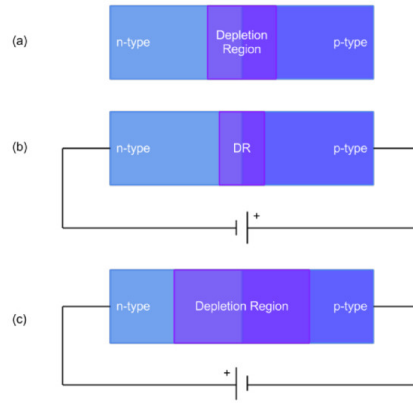 (a)
n-type
Depletion
Region
p-type
(b)
n-type
DR
p-type
+
(c)
n-type
Depletion Region
p-type
+